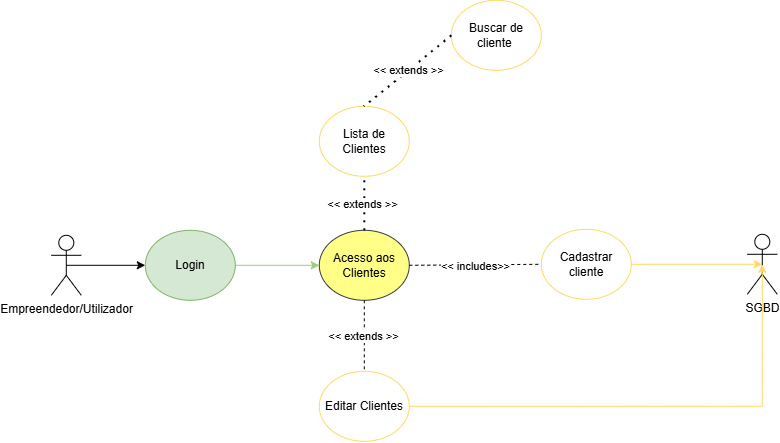 Buscar de
cliente
<< extends >>
Lista de
Clientes
<< extends >>
Login
Acesso aos
Clientes
<< includes>>
Cadastrar
cliente
Empreendedor/Utilizador
SGBD
<< extends >>
Editar Clientes